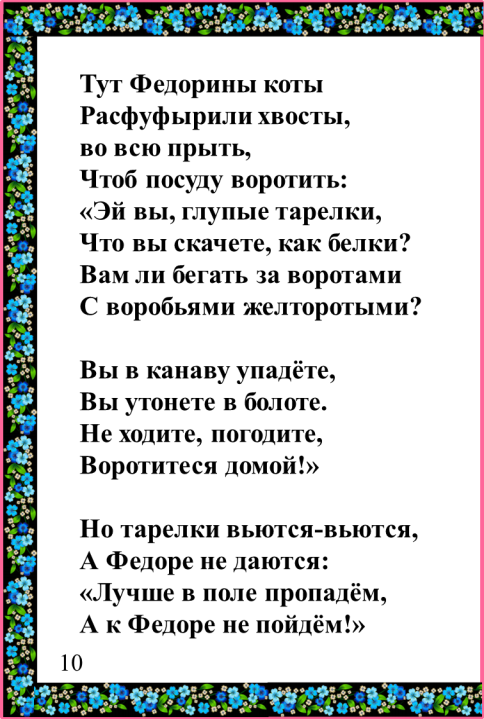 Тут Федорины коты
Расфуфырили хвосты,
во всю прыть,
Чтоб посуду воротить:
«Эй вы, глупые тарелки,
Что вы скачете, как белки?
Вам ли бегать за воротами
С воробьями желторотыми?
Вы в канаву упадёте,
Вы утонете в болоте.
Не ходите, погодите,
Воротитеся домой!»
Но тарелки вьются-вьются,
А Федоре не даются:
«Лучше в поле пропадём,
А к Федоре не пойдём!»
10